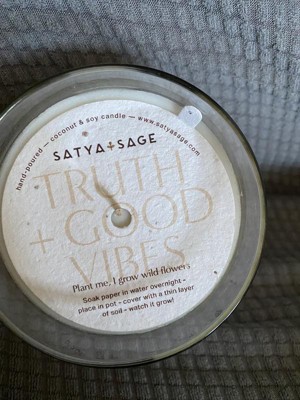 hand-poured — coconut & soy candle — www.satyasage.com
SATYA+SAGE
TRUTH
+ GOOD
VIBES
Plant me, I grow wild flowers
Soak paper in water overnight -
place in pot - cover with a thin layer
of soil - watch it grow!